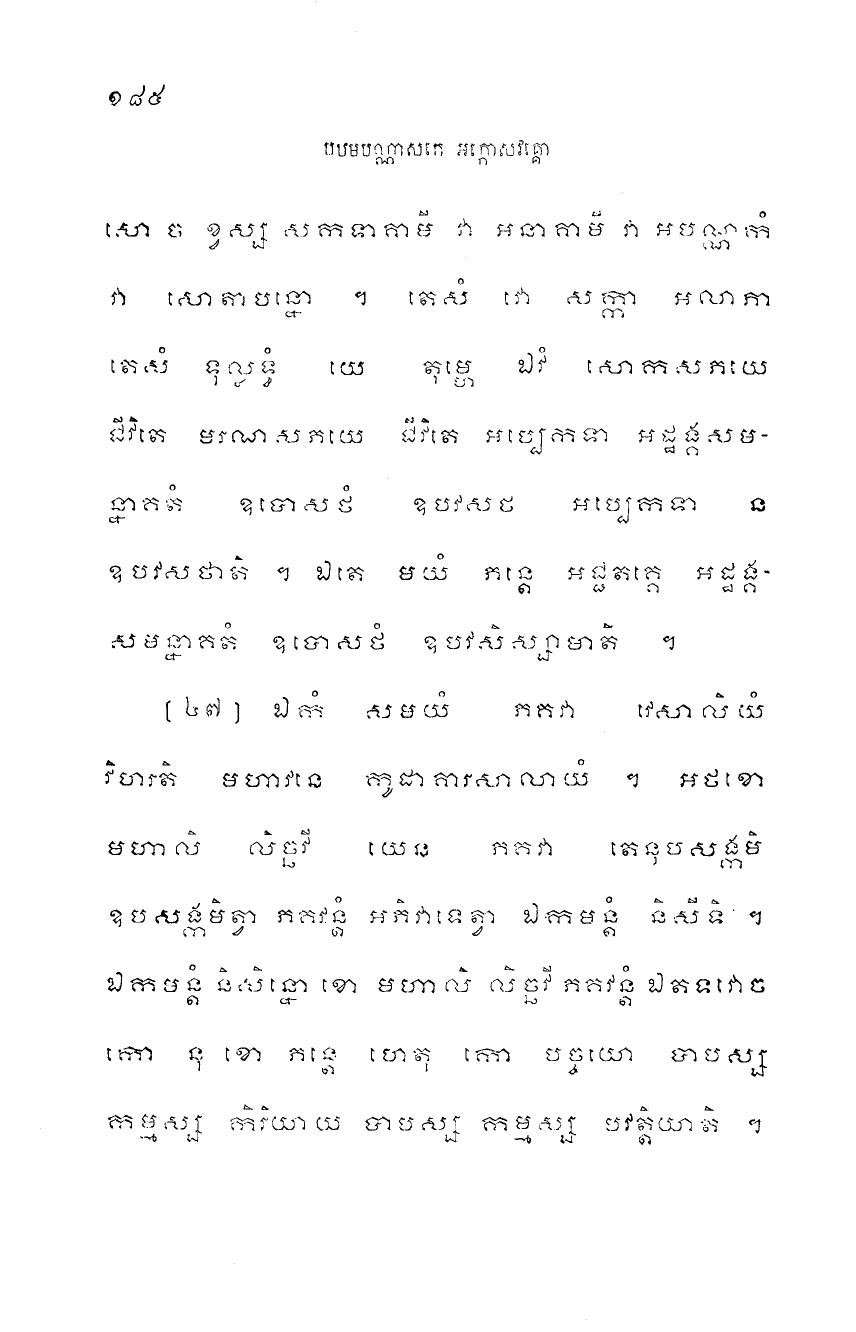 ១៨៥
បឋមបណ្ណាសកេ អក្កោសវគ្គោ
សោ ច ខ្វស្ស សកទាគាមី វា អនាគាមី វា អបណ្ណកំ
វា សោតាបន្នោ ។ តេសំ វោ សក្កា អលាភា
តេសំ ទុល្លទ្ធំ យេ តុម្ហេ ឯវំ សោកសភយេ
ជីវិតេ មរណសភយេ ជីវិតេ អប្បេកទា អដ្ឋង្គសម-
ន្នាគតំ ឧបោសថំ ឧបវសថ អប្បេកទា ន
ឧបវសថាតិ ។ ឯតេ មយំ ភន្តេ អជ្ជតគ្គេ អដ្ឋង្គ-
សមន្នាគតំ ឧបោសថំ ឧបវសិស្សាមាតិ ។
[ ៤៧ ] ឯកំ សមយំ ភគវា វេសាលិយំ
វិហរតិ មហាវនេ កូដាគារសាលាយំ ។ អថខោ
មហាលិ លិច្ឆវី យេន ភគវា តេនុបសង្កមិ
ឧបសង្កមិត្វា ភគវន្តំ អភិវាទេត្វា ឯកមន្តំ និសីទិ ។
ឯកមន្តំ និសិន្នោ ខោ មហាលិ លិច្ឆវី ភគវន្តំ ឯតទវោច
កោ នុ ខោ ភន្តេ ហេតុ កោ បច្ចយោ បាបស្ស
កម្មស្ស កិរិយាយ បាបស្ស កម្មស្ស បវត្តិយាតិ ។